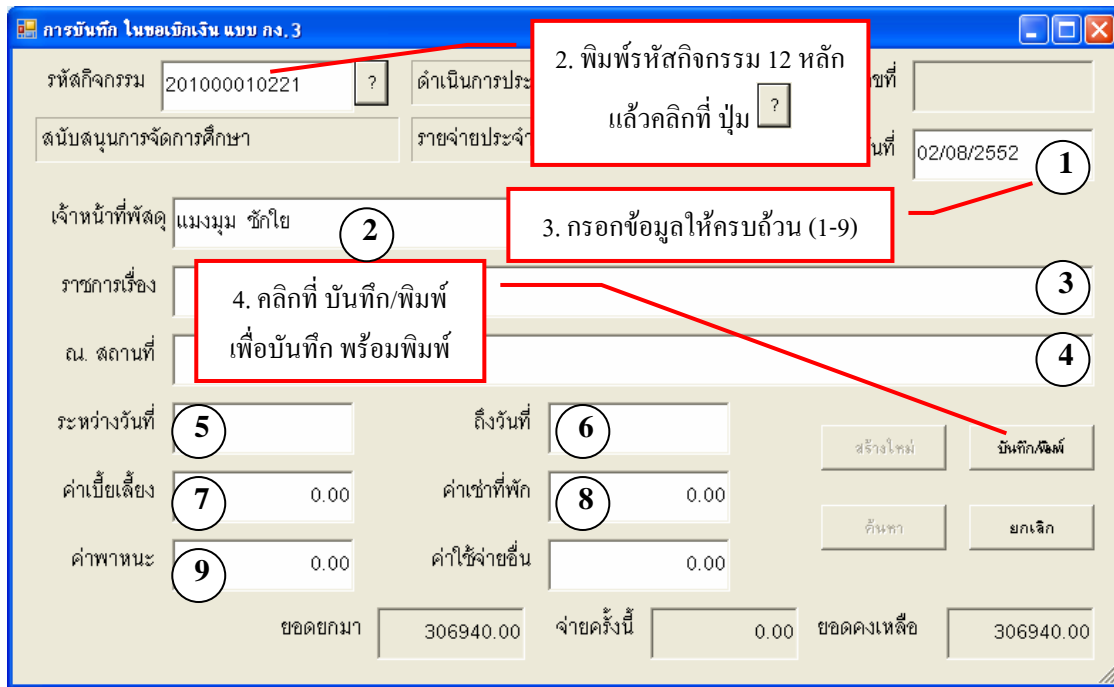 การบันทึก ใบขอเบิกเงิน แบบ กง.3
2. พิมพ์รหัสกิจกรรม 12 หลัก
แล้วคลิกที่ ปุ่ม ?
รหัสกิจกรรม 201000010221 ? ดำเนินการประ ขที่
สนับสนุนการจัดการศึกษา รายจ่ายประจำ นที่ 02/08/2552 1
เจ้าหน้าที่พัสดุ แมงมุม ชักใย 2
3. กรอกข้อมูลให้ครบถ้วน (1-9)
ราชการเรื่อง 3
4. คลิกที่ บันทึก/พิมพ์
เพื่อบันทึก พร้อมพิมพ์
ณ. สถานที่ 4
ระหว่างวันที่ 5 ถึงวันที่ 6
สร้างใหม่ บันทึก/พิมพ์
ค่าเบี้ยเลี้ยง 7 0.00 ค่าเช่าที่พัก 8 0.00
ค้นหา ยกเลิก
ค่าพาหนะ 9 0.00 ค่าใช้จ่ายอื่น 0.00
ยอดยกมา 306940.00 จ่ายครั้งนี้ 0.00 ยอดคงเหลือ 306940.00